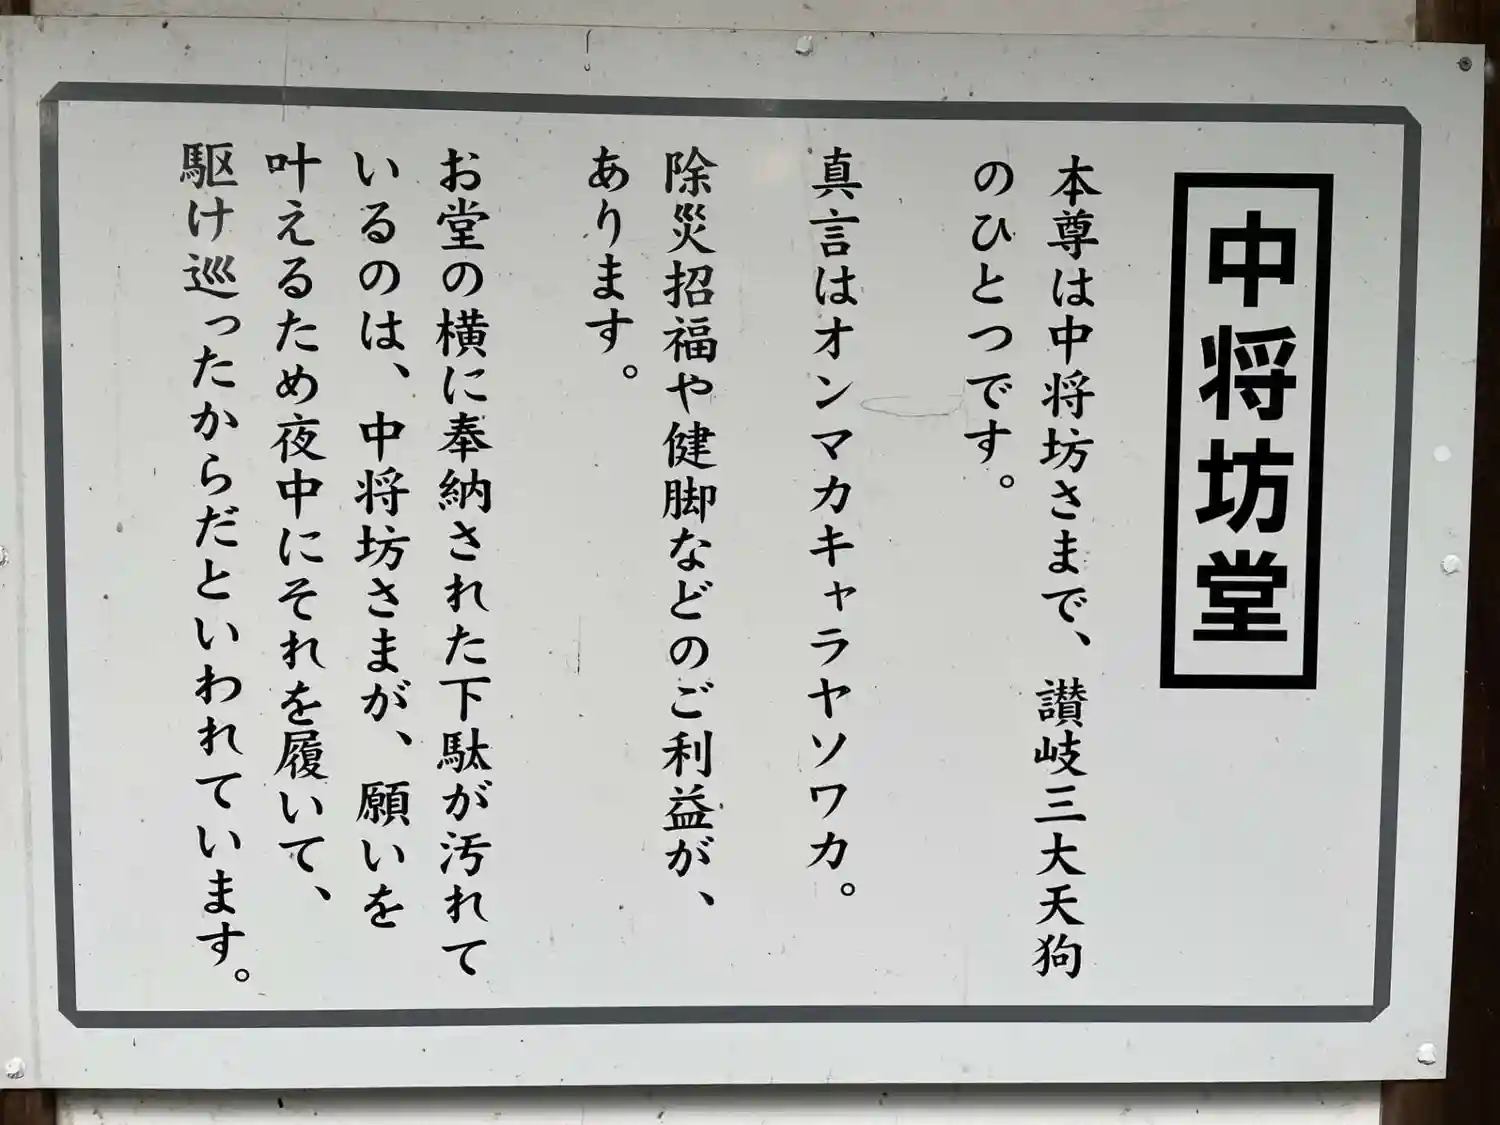 中将坊堂
本尊は中将坊さまで、讃岐三大天狗
のひとつです。
真言はオンマカキャラヤソワカ。
除災招福や健脚などのご利益が、
あります。
お堂の横に奉納された下駄が汚れて
いるのは、中将坊さまが、願いを
叶えるため夜中にそれを履いて、
駆け巡ったからだといわれています。